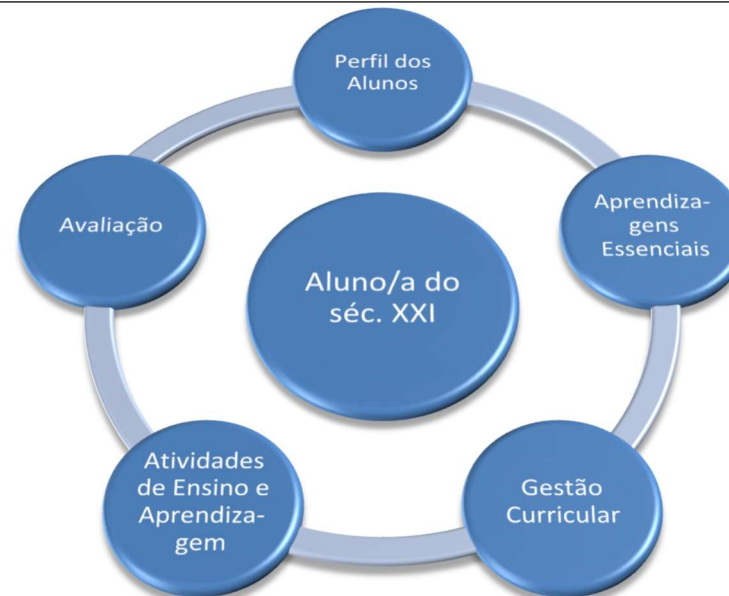 Perfil dos
Alunos
Aprendiza-
gens
Essenciais
Gestão
Curricular
Atividades
de Ensino e
Aprendiza-
gem
Avaliação
Aluno/a do
séc. XXI